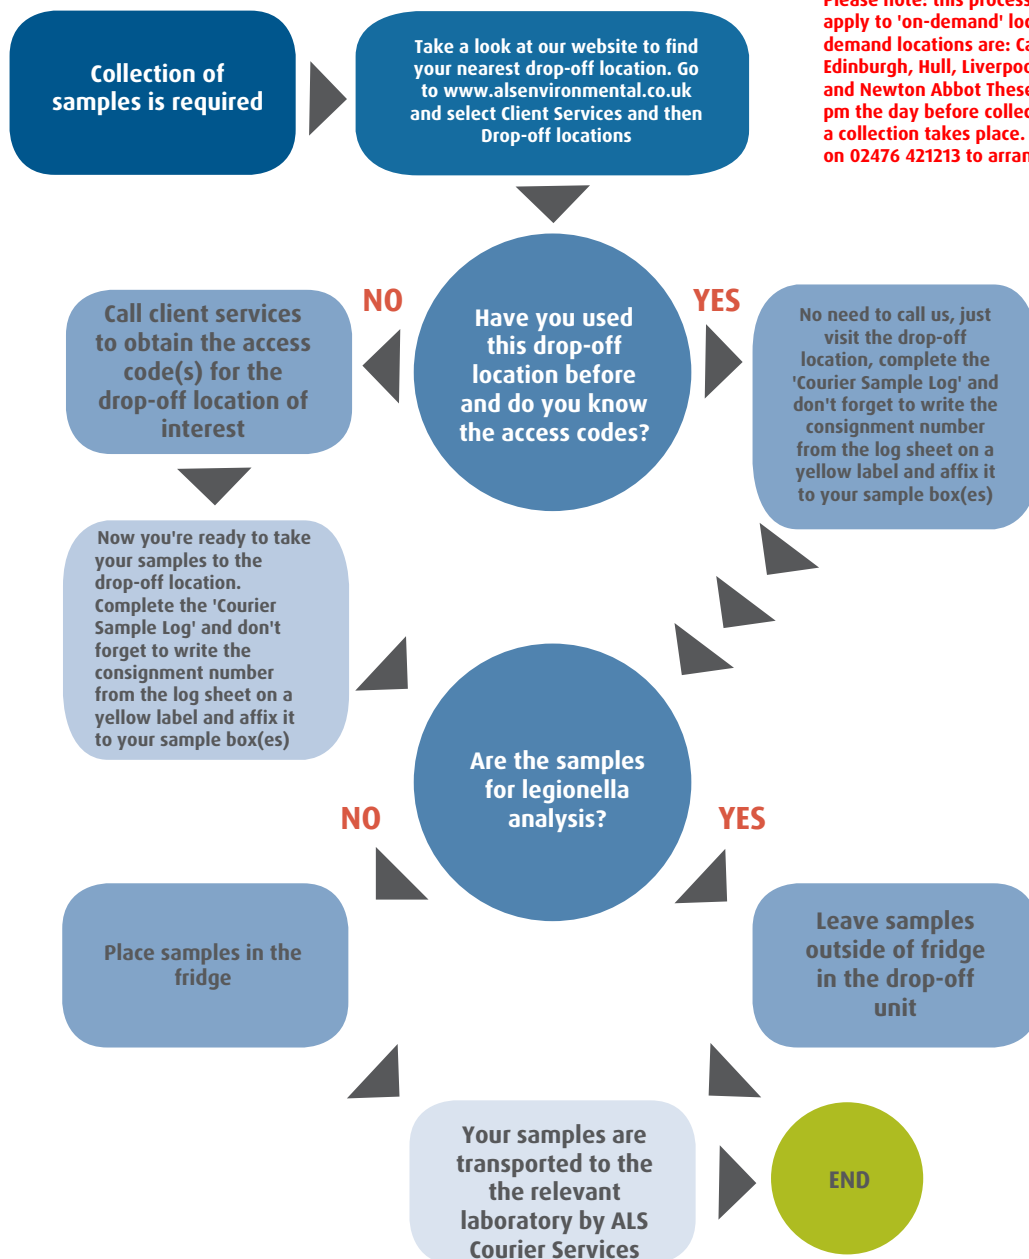 Collection of
samples is required
Take a look at our website to find
your nearest drop-off location. Go
to www.alsenvironmental.co.uk
and select Client Services and then
Drop-off locations
Please note: this process
apply to 'on-demand'
demand locations are:
Edinburgh, Hull,
and Newton Abbot These
pm the day before
a collection takes place.
on 02476 421213 to
Have you used
this drop-off
location before
and do you know
the access codes?
NO
YES
Call client services
to obtain the access
code(s) for the
drop-off location of
interest
No need to call us, just
visit the drop-off
location, complete the
'Courier Sample Log' and
don't forget to write the
consignment number
from the log sheet on a
yellow label and affix it
to your sample box(es)
Now you're ready to take
your samples to the
drop-off location.
Complete the 'Courier
Sample Log' and don't
forget to write the
consignment number
from the log sheet on a
yellow label and affix it
to your sample box(es)
Are the samples
for legionella
analysis?
NO
YES
Place samples in the
fridge
Leave samples
outside of fridge
in the drop-off
unit
Your samples are
transported to the
the relevant
laboratory by ALS
Courier Services
END